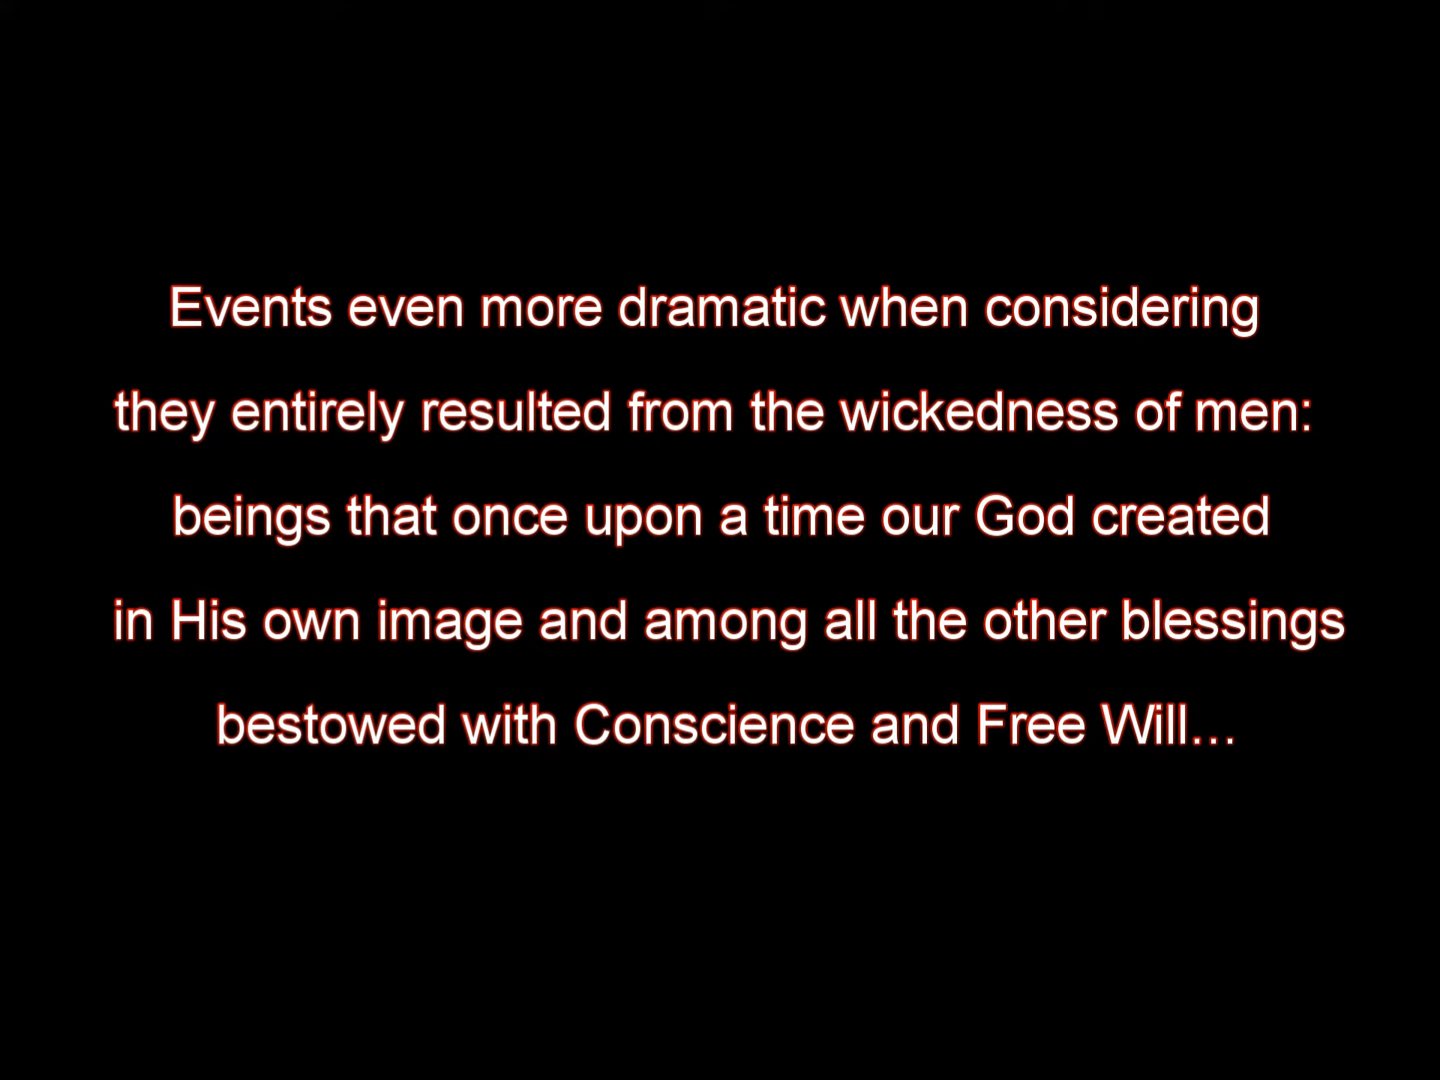 Events even more dramatic when considering
they entirely resulted from the wickedness of men:
beings that once upon a time our God created
in His own image and among all the other blessings
bestowed with Conscience and Free Will...